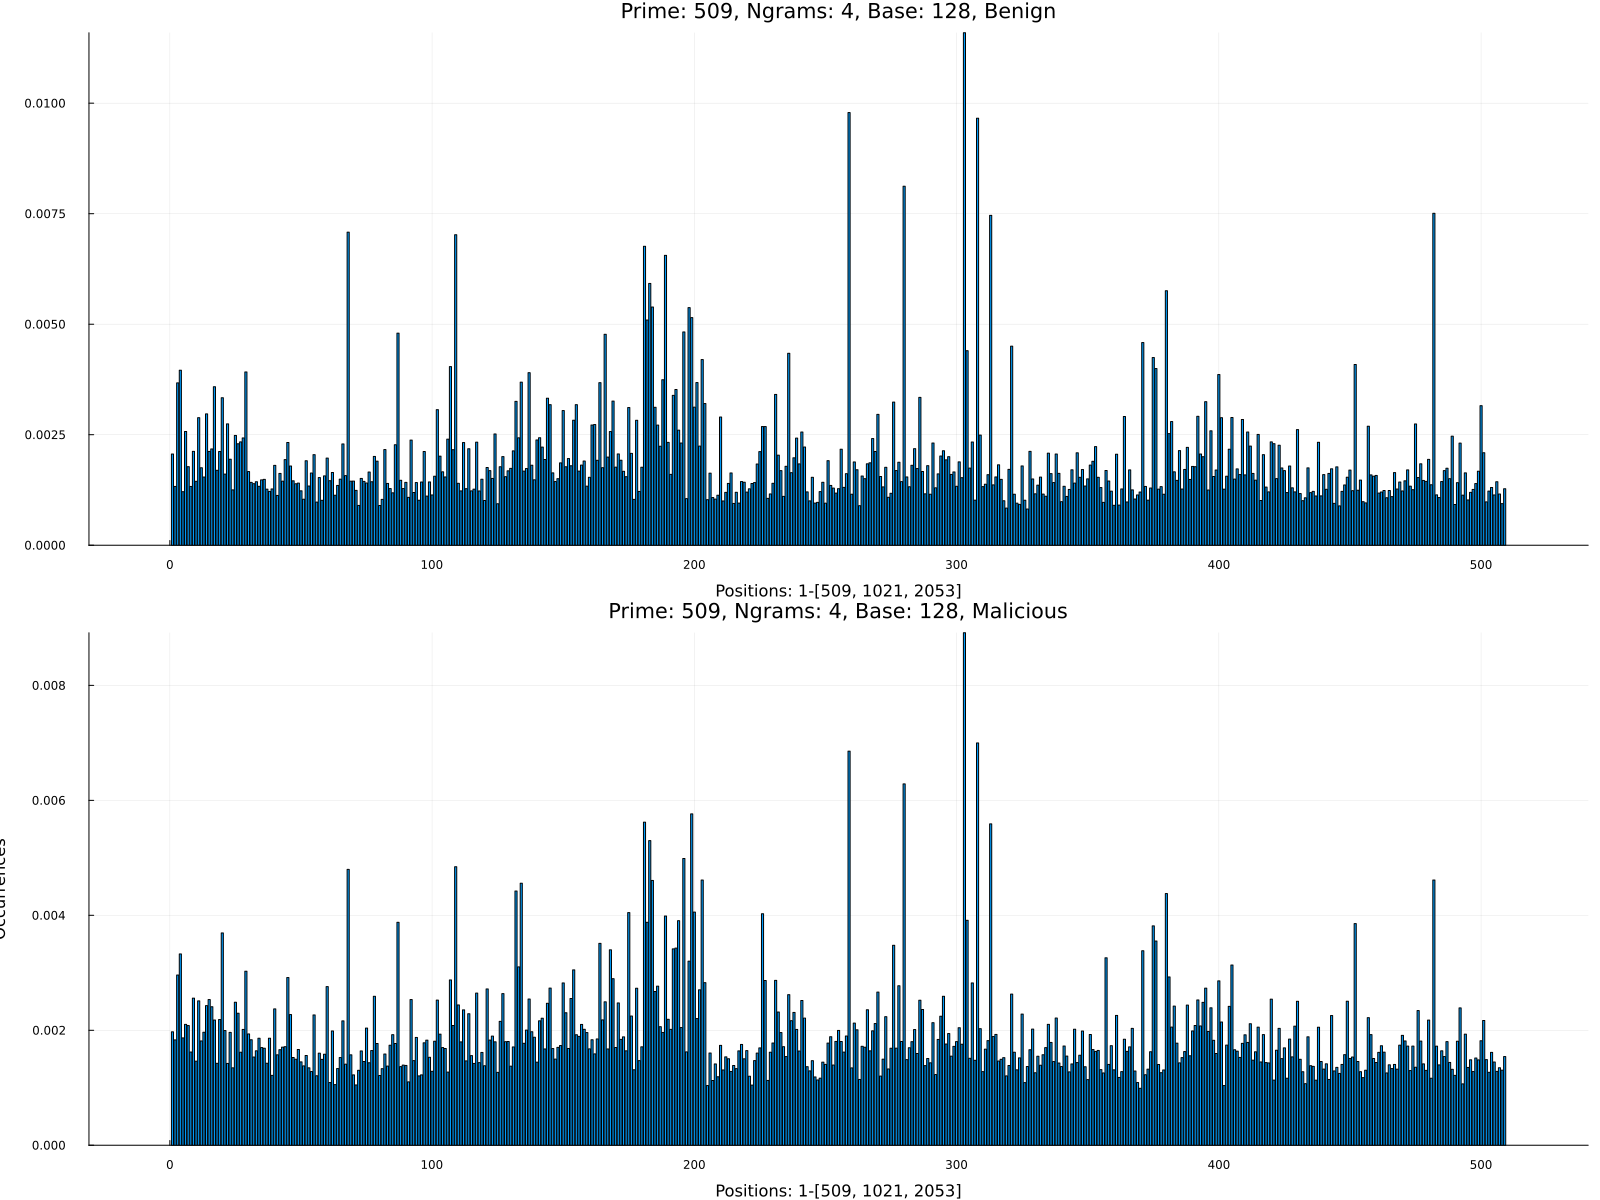 Prime: 509, Ngrams: 4, Base: 128, Benign
0.0100
0.0075
0.0050
0.0025
0.0000
0 100 200 300 400 500
Positions: 1-[509, 1021, 2053]
Prime: 509, Ngrams: 4, Base: 128, Malicious
0.008
0.006
0.004
0.002
0.000
Occurrences
0 100 200 300 400 500
Positions: 1-[509, 1021, 2053]